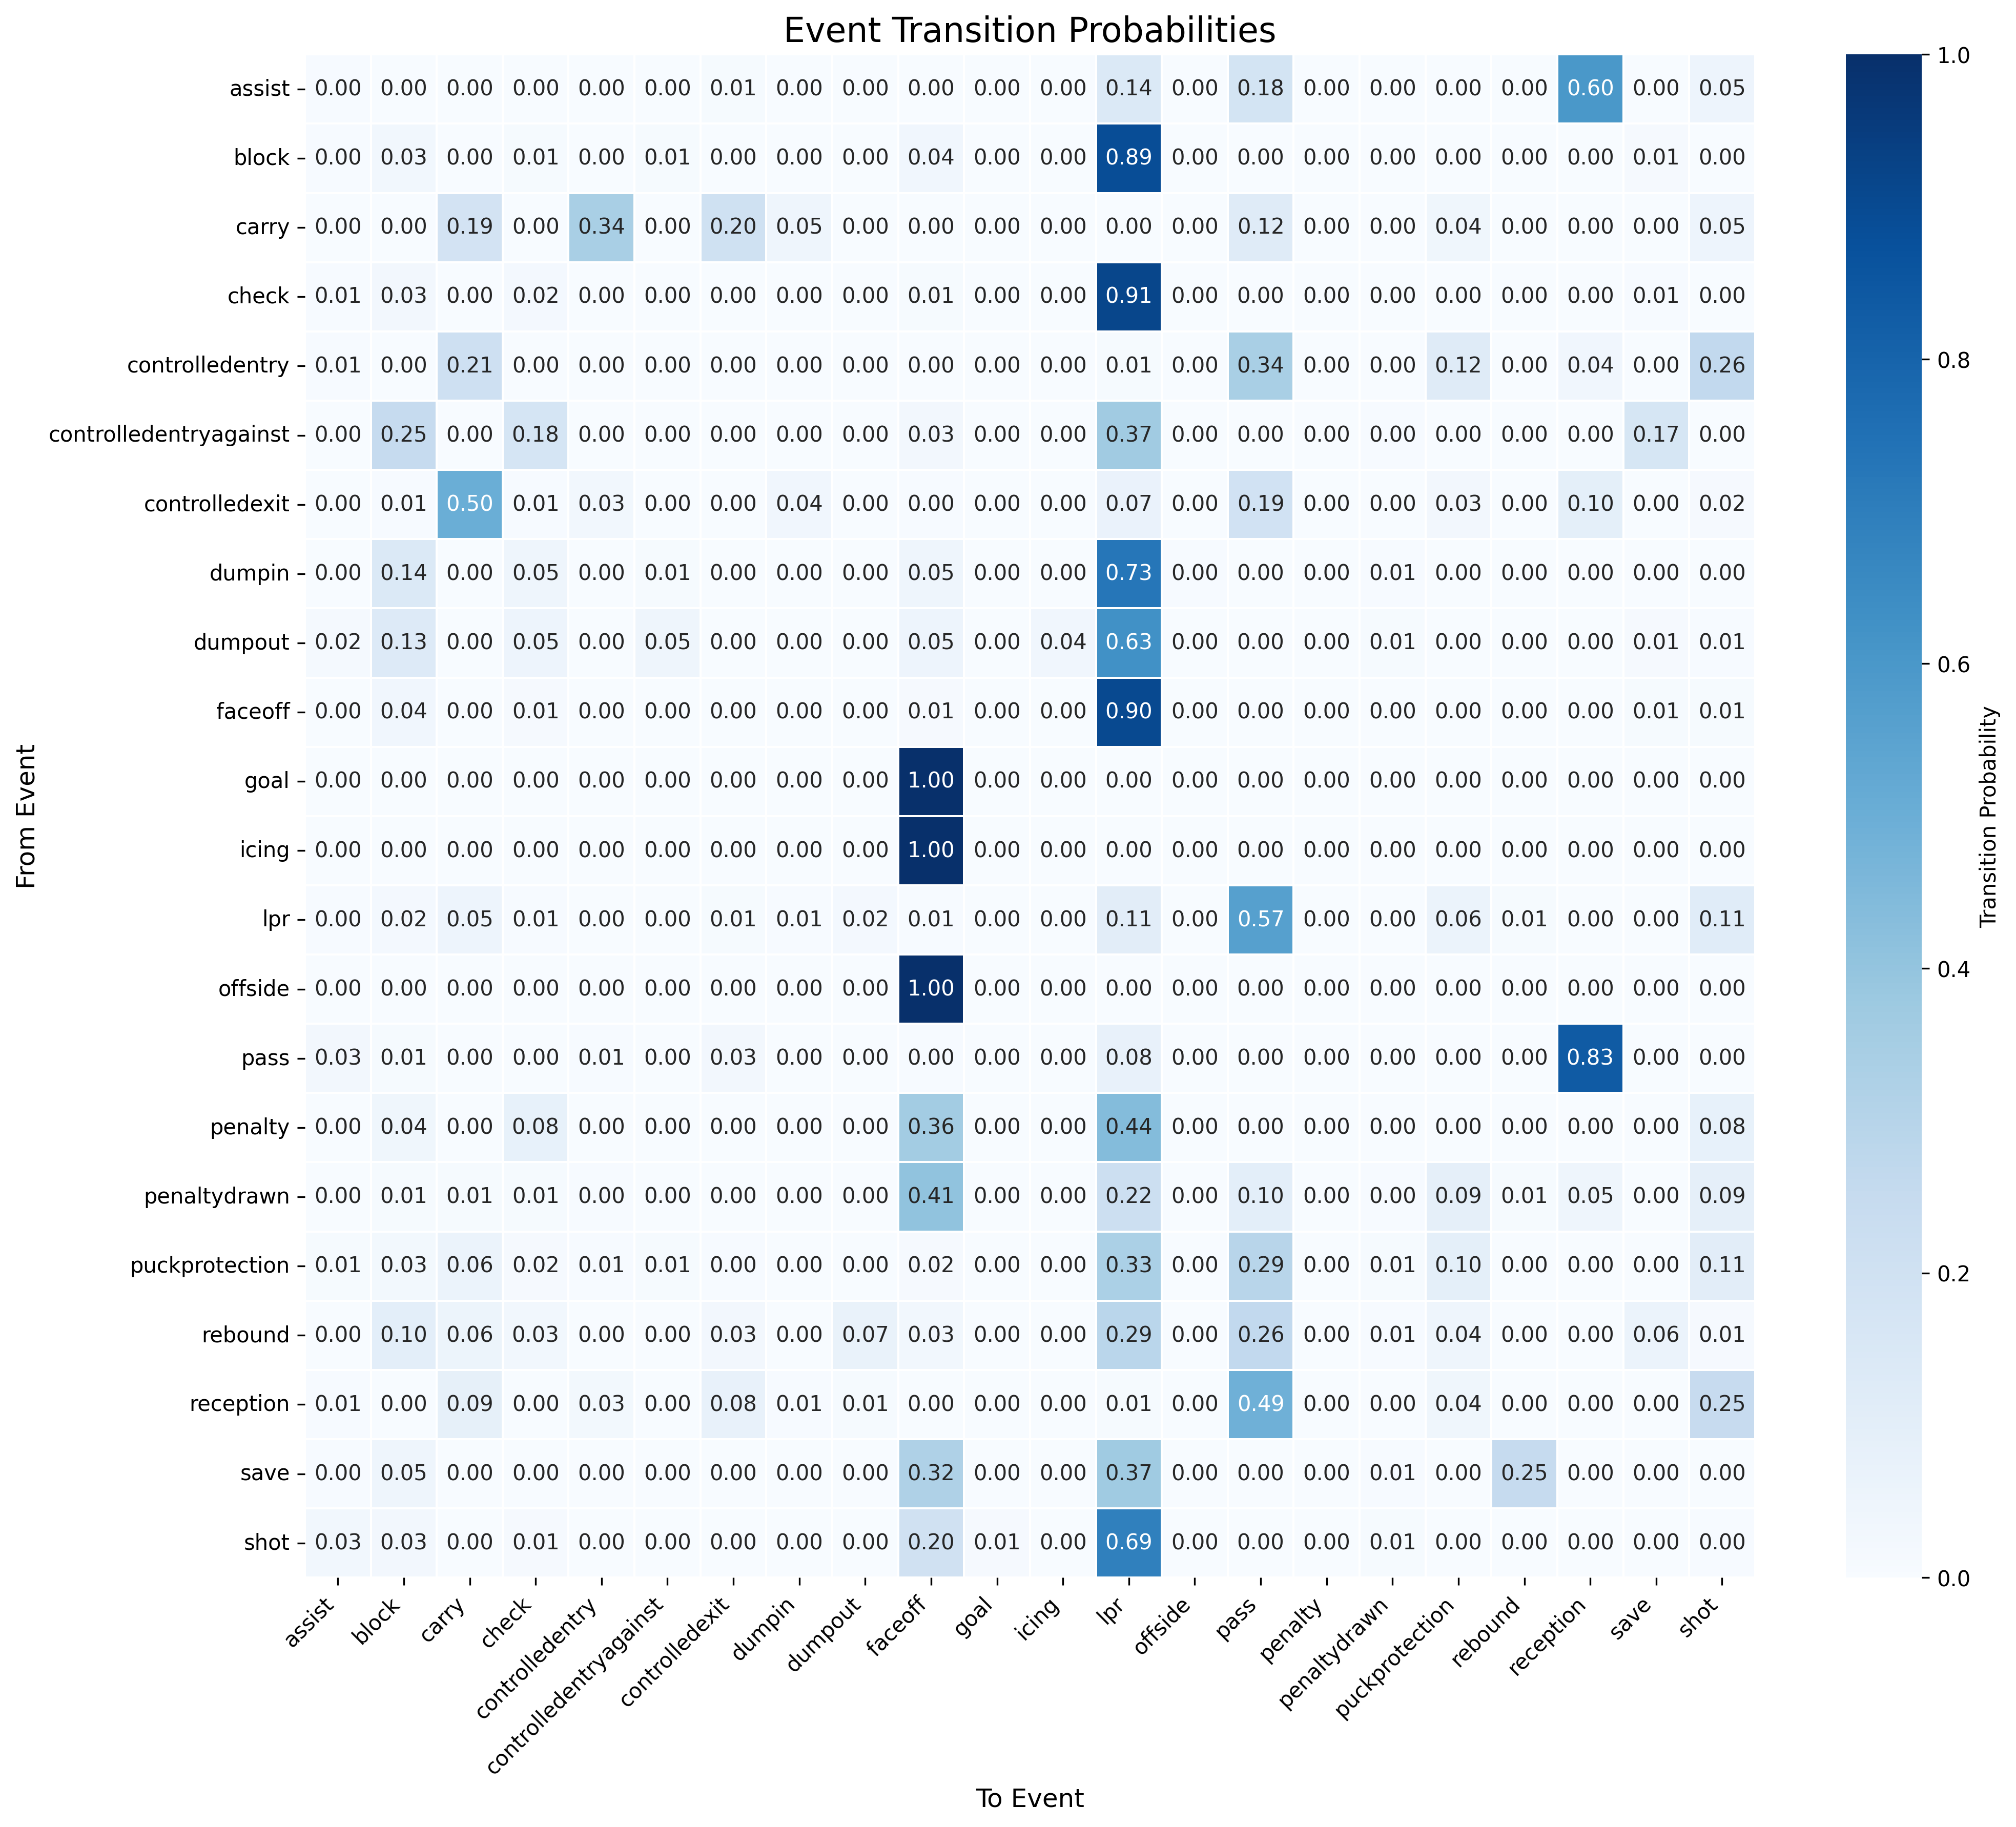 Event Transition Probabilities
assist 0.00 0.00 0.00 0.00 0.00 0.00 0.01 0.00 0.00 0.00 0.00 0.00 0.14 0.00 0.18 0.00 0.00 0.00 0.00 0.60 0.00 0.05
block 0.00 0.03 0.00 0.01 0.00 0.01 0.00 0.00 0.00 0.04 0.00 0.00 0.89 0.00 0.00 0.00 0.00 0.00 0.00 0.00 0.01 0.00
carry 0.00 0.00 0.19 0.00 0.34 0.00 0.20 0.05 0.00 0.00 0.00 0.00 0.00 0.00 0.12 0.00 0.00 0.04 0.00 0.00 0.00 0.05
check 0.01 0.03 0.00 0.02 0.00 0.00 0.00 0.00 0.00 0.01 0.00 0.00 0.91 0.00 0.00 0.00 0.00 0.00 0.00 0.00 0.01 0.00
controlledentry 0.01 0.00 0.21 0.00 0.00 0.00 0.00 0.00 0.00 0.00 0.00 0.00 0.01 0.00 0.34 0.00 0.00 0.12 0.00 0.04 0.00 0.26
controlledentryagainst 0.00 0.25 0.00 0.18 0.00 0.00 0.00 0.00 0.00 0.03 0.00 0.00 0.37 0.00 0.00 0.00 0.00 0.00 0.00 0.00 0.17 0.00
controlledexit 0.00 0.01 0.50 0.01 0.03 0.00 0.00 0.04 0.00 0.00 0.00 0.00 0.07 0.00 0.19 0.00 0.00 0.03 0.00 0.10 0.00 0.02
dumpin 0.00 0.14 0.00 0.05 0.00 0.01 0.00 0.00 0.00 0.05 0.00 0.00 0.73 0.00 0.00 0.00 0.01 0.00 0.00 0.00 0.00 0.00
dumpout 0.02 0.13 0.00 0.05 0.00 0.05 0.00 0.00 0.00 0.05 0.00 0.04 0.63 0.00 0.00 0.00 0.01 0.00 0.00 0.00 0.01 0.01
faceoff 0.00 0.04 0.00 0.01 0.00 0.00 0.00 0.00 0.00 0.01 0.00 0.00 0.90 0.00 0.00 0.00 0.00 0.00 0.00 0.00 0.01 0.01
goal 0.00 0.00 0.00 0.00 0.00 0.00 0.00 0.00 0.00 1.00 0.00 0.00 0.00 0.00 0.00 0.00 0.00 0.00 0.00 0.00 0.00 0.00
icing 0.00 0.00 0.00 0.00 0.00 0.00 0.00 0.00 0.00 1.00 0.00 0.00 0.00 0.00 0.00 0.00 0.00 0.00 0.00 0.00 0.00 0.00
lpr 0.00 0.02 0.05 0.01 0.00 0.00 0.01 0.01 0.02 0.01 0.00 0.00 0.11 0.00 0.57 0.00 0.00 0.06 0.01 0.00 0.00 0.11
offside 0.00 0.00 0.00 0.00 0.00 0.00 0.00 0.00 0.00 1.00 0.00 0.00 0.00 0.00 0.00 0.00 0.00 0.00 0.00 0.00 0.00 0.00
pass 0.03 0.01 0.00 0.00 0.01 0.00 0.03 0.00 0.00 0.00 0.00 0.00 0.08 0.00 0.00 0.00 0.00 0.00 0.00 0.83 0.00 0.00
penalty 0.00 0.04 0.00 0.08 0.00 0.00 0.00 0.00 0.00 0.36 0.00 0.00 0.44 0.00 0.00 0.00 0.00 0.00 0.00 0.00 0.00 0.08
penaltydrawn 0.00 0.01 0.01 0.01 0.00 0.00 0.00 0.00 0.00 0.41 0.00 0.00 0.22 0.00 0.10 0.00 0.00 0.09 0.01 0.05 0.00 0.09
puckprotection 0.01 0.03 0.06 0.02 0.01 0.01 0.00 0.00 0.00 0.02 0.00 0.00 0.33 0.00 0.29 0.00 0.01 0.10 0.00 0.00 0.00 0.11
rebound 0.00 0.10 0.06 0.03 0.00 0.00 0.03 0.00 0.07 0.03 0.00 0.00 0.29 0.00 0.26 0.00 0.01 0.04 0.00 0.00 0.06 0.01
reception 0.01 0.00 0.09 0.00 0.03 0.00 0.08 0.01 0.01 0.00 0.00 0.00 0.01 0.00 0.49 0.00 0.00 0.04 0.00 0.00 0.00 0.25
save 0.00 0.05 0.00 0.00 0.00 0.00 0.00 0.00 0.00 0.32 0.00 0.00 0.37 0.00 0.00 0.00 0.01 0.00 0.25 0.00 0.00 0.00
shot 0.03 0.03 0.00 0.01 0.00 0.00 0.00 0.00 0.00 0.20 0.01 0.00 0.69 0.00 0.00 0.00 0.01 0.00 0.00 0.00 0.00 0.00
assist
block
carry
check
controlledentry
controlledentryagainst
controlledexit
dumpin
dumpout
faceoff
goal
icing
lpr
offside
pass
penalty
penaltydrawn
puckprotection
rebound
reception
save
shot
To Event
From Event
1.0
0.8
0.6
0.4
0.2
0.0
Transition Probability